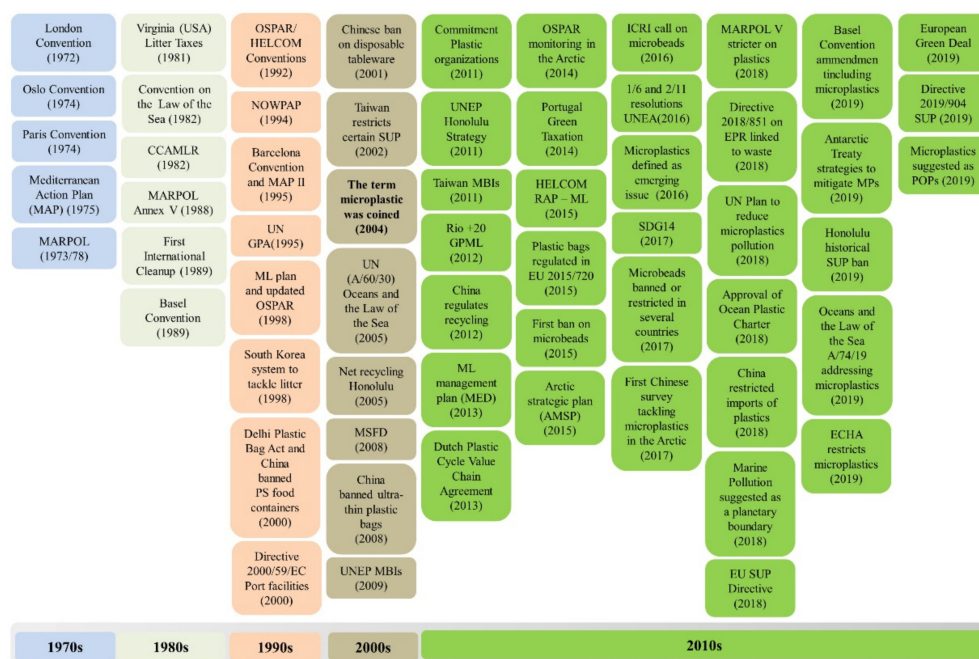 London
Convention
(1972)
Oslo Convention
(1974)
Paris Convention
(1974)
Mediterranean
Action Plan
(MAP) (1975)
MARPOL
(1973/78)
Virginia (USA)
Litter Taxes
(1981)
Convention on
the Law of the
Sea (1982)
CCAMLR
(1982)
MARPOL
Annex V (1988)
First
International
Cleanup (1989)
Basel
Convention
(1989)
OSPAR/
HELCOM
Conventions
(1992)
NOWPAP
(1994)
Barcelona
Convention
and MAP II
(1995)
UN
GPA(1995)
ML plan and
updated
OSPAR
(1998)
South Korea
system to
tackle litter
(1998)
Delhi Plastic
Bag Act and
China
banned
PS food
containers
(2000)
Directive
2000/59/EC
Port facilities
(2000)
Chinese ban
on disposable
tableware
(2001)
Taiwan
restricts
certain SUP
(2002)
The term
microplastic
was coined
(2004)
UN
(A/60/30)
Oceans and
the Law of
the Sea
(2005)
Net recycling
Honolulu
(2005)
MSFD
(2008)
China
banned ultra-
thin plastic
bags
(2008)
UNEP MBIs
(2009)
Commitment
Plastic
organizations
(2011)
UNEP
Honolulu
Strategy
(2011)
Taiwan MBIs
(2011)
Rio +20
GPML
(2012)
China
regulates
recycling
(2012)
ML
management
plan (MED)
(2013)
Dutch Plastic
Cycle Value
Chain
Agreement
(2013)
OSPAR
monitoring in
the Arctic
(2014)
Portugal
Green
Taxation
(2014)
HELCOM
RAP – ML
(2015)
Plastic bags
regulated in
EU 2015/720
(2015)
First ban on
microbeads
(2015)
Arctic
strategic plan
(AMSP)
(2015)
ICRI call on
microbeads
(2016)
1/6 and 2/11
resolutions
UNEA(2016)
Microplastics
defined as
emerging
issue (2016)
SDG14
(2017)
Microbeads
banned or
restricted in
several
countries
(2017)
First Chinese
survey
tackling
microplastics
in the Arctic
(2017)
MARPOL V
stricter on
plastics
(2018)
Directive
2018/851 on
EPR linked
to waste
(2018)
UN Plan to
reduce
microplastics
pollution
(2018)
Approval of
Ocean Plastic
Charter
(2018)
China
restricted
imports of
plastics
(2018)
Marine
Pollution
suggested as
a planetary
boundary
(2018)
EU SUP
Directive
(2018)
Basel
Convention
ammendmen
tincluding
microplastics
(2019)
Antarctic
Treaty
strategies to
mitigate MPs
(2019)
Honolulu
historical
SUP ban
(2019)
Oceans and
the Law of
the Sea
A/74/19
addressing
microplastics
(2019)
ECHA
restricts
microplastics
(2019)
European
Green Deal
(2019)
Directive
2019/904
SUP (2019)
Microplastics
suggested as
POPs (2019)
1970s
1980s
1990s
2000s
2010s